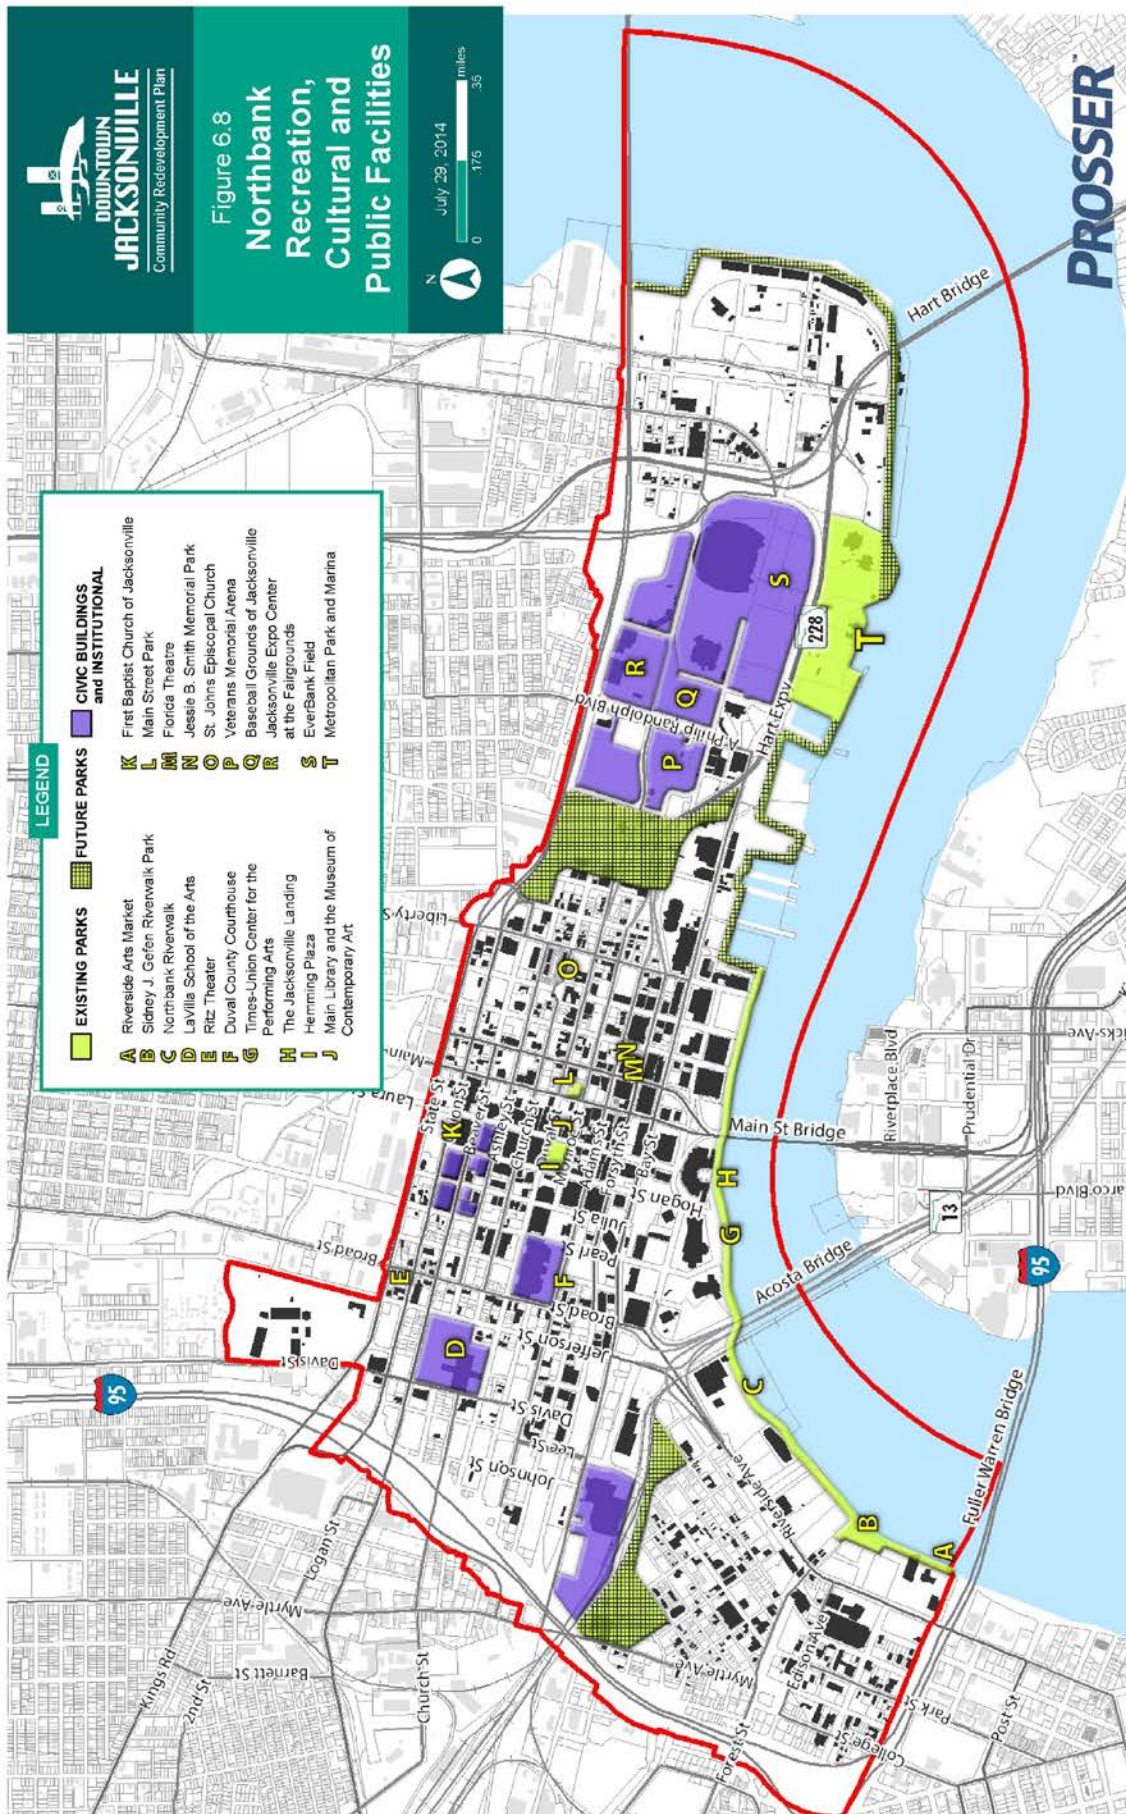 DOWNTOWN
JACKSONVILLE
Community Redevelopment Plan
Figure 6.8
Northbank
Recreation,
Cultural and
Public Facilities
July 29, 2014
N
0 .175 .35
miles
LEGEND
EXISTING PARKS
FUTURE PARKS
CIVIC BUILDINGS
and INSTITUTIONAL
A Riverside Arts Market
B Sidney J. Gefen Riverwalk Park
C Northbank Riverwalk
D LaVilla School of the Arts
E Ritz Theater
F Duval County Courthouse
G Times-Union Center for the
Performing Arts
H The Jacksonville Landing
I Hemming Plaza
J Main Library and the Museum of
Contemporary Art
K First Baptist Church of Jacksonville
L Main Street Park
M Florida Theatre
N Jessie B. Smith Memorial Park
O St. Johns Episcopal Church
P Veterans Memorial Arena
Q Baseball Grounds of Jacksonville
R Jacksonville Expo Center
at the Fairgrounds
S EverBank Field
T Metropolitan Park and Marina
Kings Rd
2nd St
Barnett St
Myrtle Ave
Logan St
Church St
95
Davis St
Broad St
Laura St
Main
Liberty S
State St
Union St
Beaver St
Ashley St
Church St
Adams St
Forsyth St
Bay St
Hogan St
Julia St
Pearl St
Broad St
Jefferson St
Davis St
Lee St
Johnson St
Myrtle Ave
Forest St
Edison Ave
Riverside Ave
College St
Park St
Post St
A Philip Randolph Blvd
Hart Expy
228
Hart Bridge
Main St Bridge
Acosta Bridge
Fuller Warren Bridge
Riverplace Blvd
Prudential Dr
icks-Ave
arco Blvd
13
95
A
B
C
D
E
F
G
H
I
J
K
L
M
N
O
P
Q
R
S
T
PROSSER™